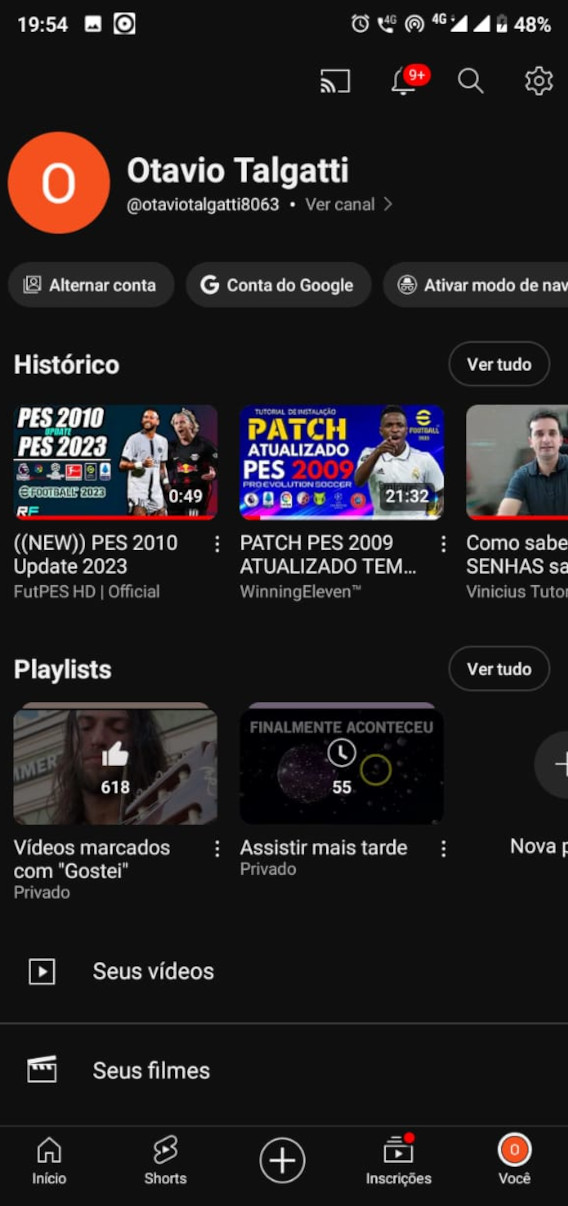 19:54
4G
4G
48%
9+
O
Otavio Talgatti
@otaviotalgatti8063 • Ver canal
Alternar conta
G Conta do Google
Ativar modo de nav
Histórico
Ver tudo
PES 2010
UPDATE
PES 2023
EFOOTBALL 2023
RF
0:49
TUTORIAL DE INSTALAÇÃO
PATCH
ATUALIZADO
PES 2009
PRO EVOLUTION SOCCER
FOOTBALL
21:32
((NEW)) PES 2010
Update 2023
FutPES HD | Official
PATCH PES 2009
ATUALIZADO TEM...
WinningEleven™
Como sabe
SENHAS sa
Vinicius Tutor
Playlists
Ver tudo
618
FINALMENTE ACONTECEU
55
Vídeos marcados
com "Gostei"
Privado
Assistir mais tarde
Privado
Nova p
Seus vídeos
Seus filmes
Início
Shorts
Inscrições
O
Você